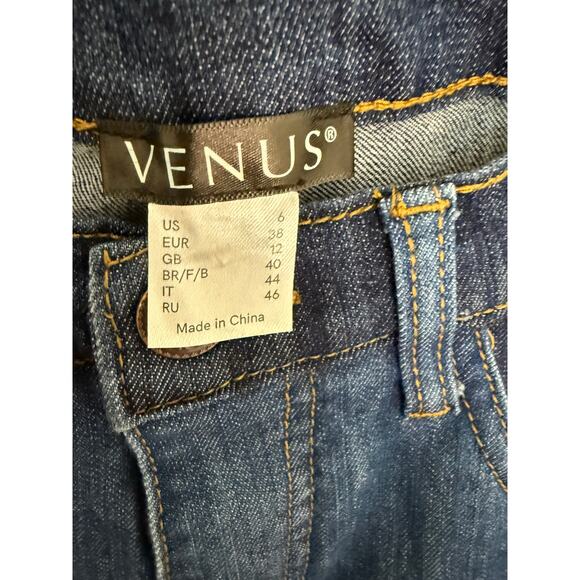 VENUS®
US 6
EUR 38
GB 12
BR/F/B 40
IT 44
RU 46
Made in China